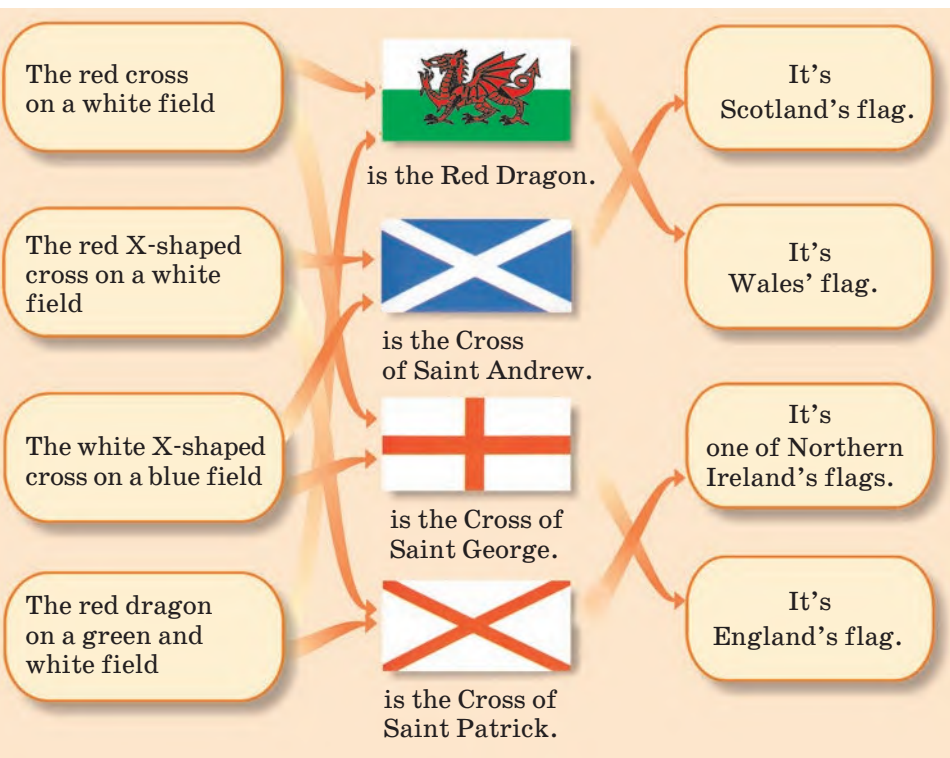 The red cross
on a white field
The red X-shaped
cross on a white
field
The white X-shaped
cross on a blue field
The red dragon
on a green and
white field
is the Red Dragon.
is the Cross
of Saint Andrew.
is the Cross of
Saint George.
is the Cross of
Saint Patrick.
It’s
Scotland’s flag.
It’s
Wales’ flag.
It’s
one of Northern
Ireland’s flags.
It’s
England’s flag.